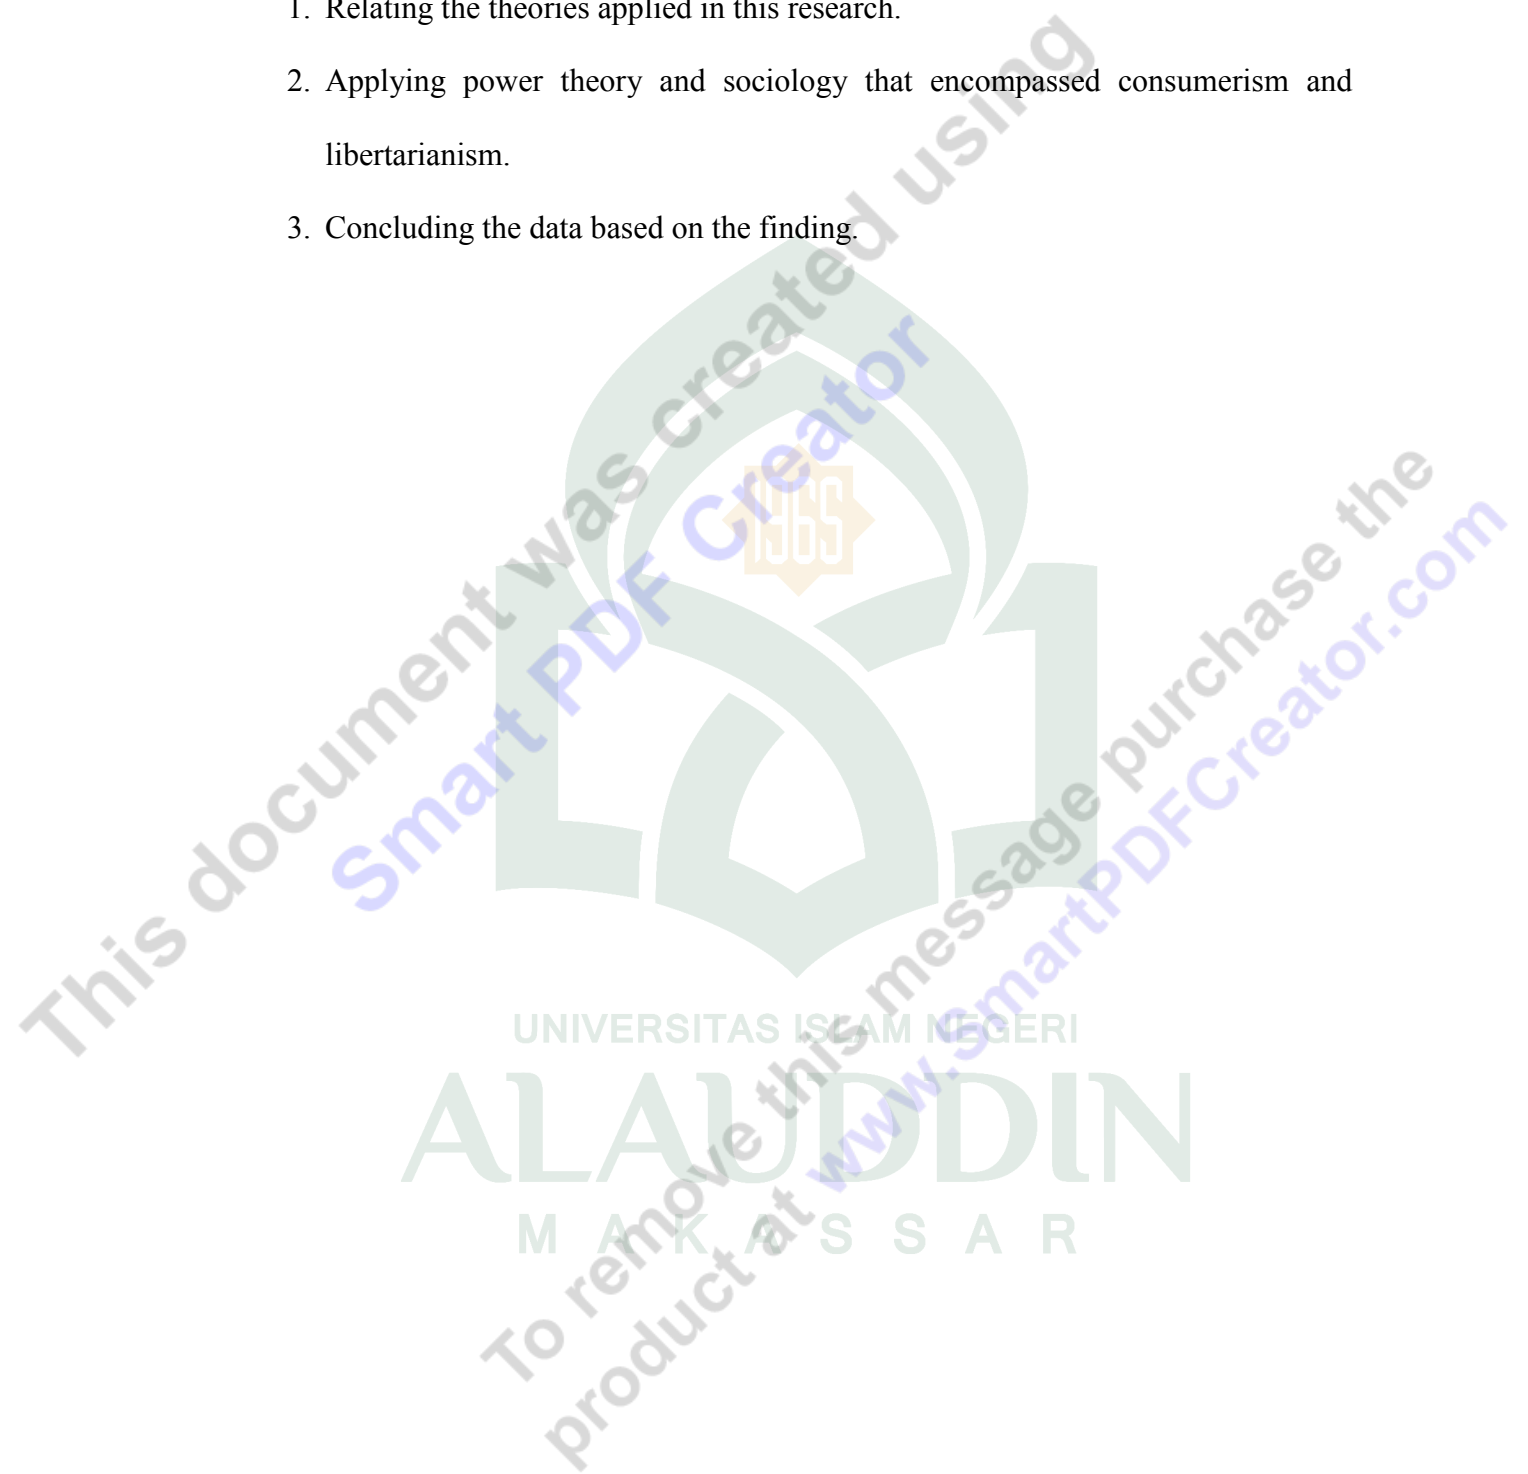 1. Relating the theories applied in this research.
2. Applying power theory and sociology that encompassed consumerism and
libertarianism.
3. Concluding the data based on the finding.
1965
UNIVERSITAS ISLAM NEGERI
ALAUDDIN
MAKASSAR
This document was created using
Smart PDF Creator
To remove this message purchase the
product at www.SmartPDFCreator.com